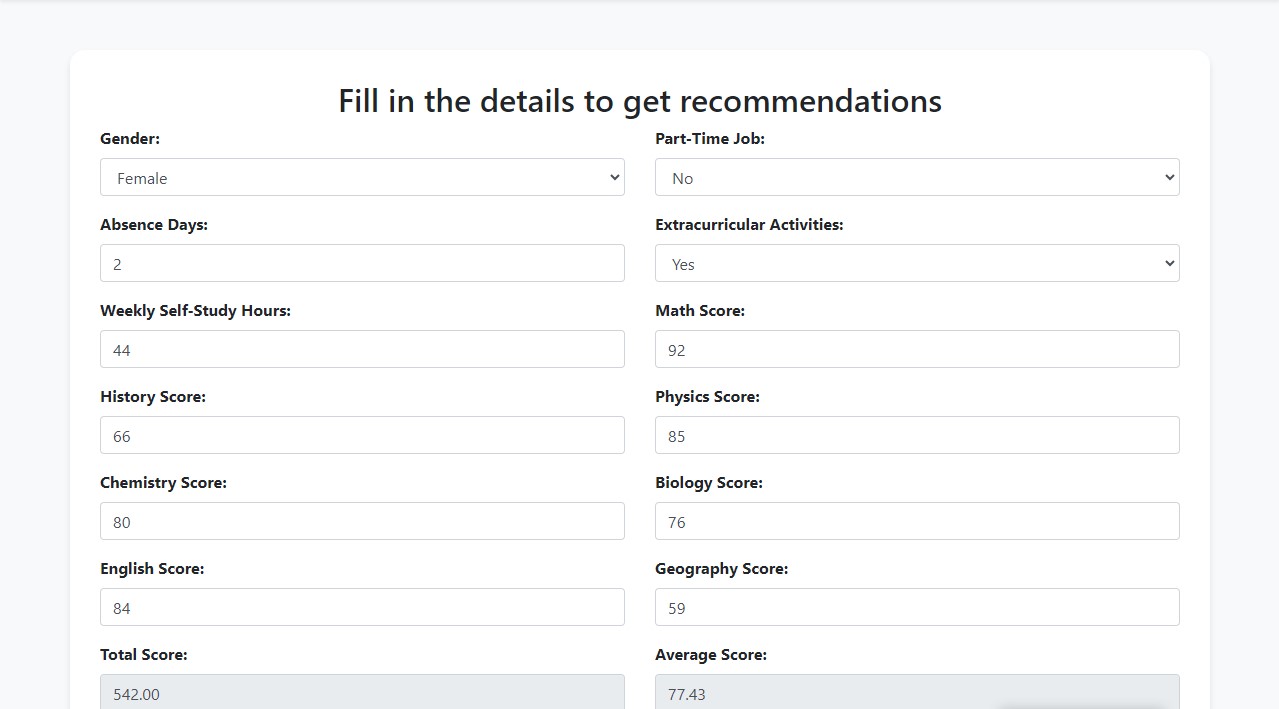 Fill in the details to get recommendations
Gender: Part-Time Job:
Female No
Absence Days: Extracurricular Activities:
2 Yes
Weekly Self-Study Hours: Math Score:
44 92
History Score: Physics Score:
66 85
Chemistry Score: Biology Score:
80 76
English Score: Geography Score:
84 59
Total Score: Average Score:
542.00 77.43